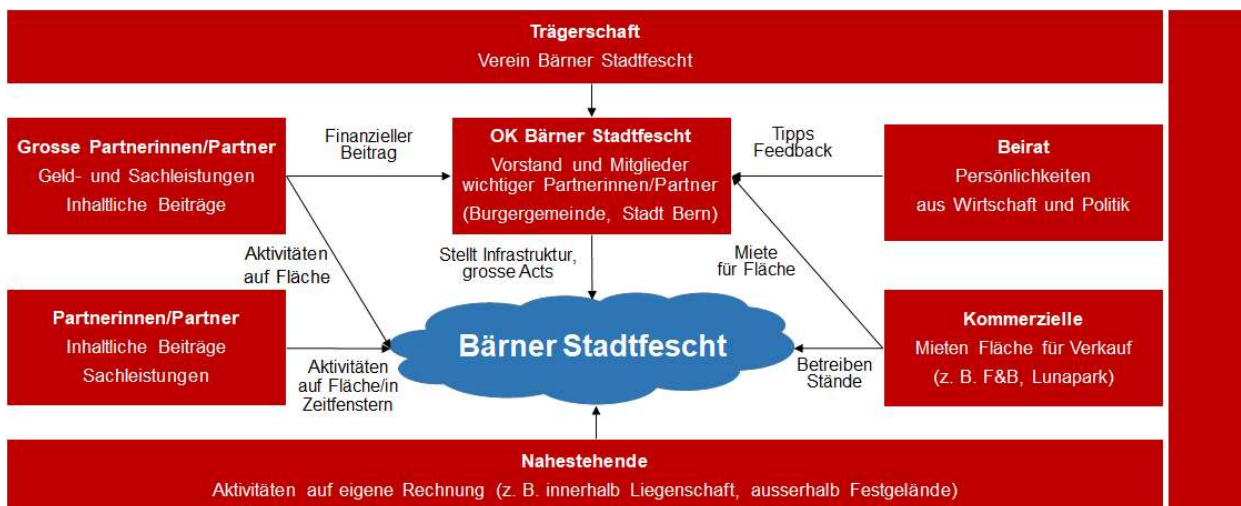 Trägerschaft
Verein Bärner Stadtfescht
Grosse Partnerinnen/Partner
Geld- und Sachleistungen
Inhaltliche Beiträge
Finanzieller
Beitrag
OK Bärner Stadtfescht
Vorstand und Mitglieder
wichtiger Partnerinnen/Partner
(Burgergemeinde, Stadt Bern)
Tipps
Feedback
Beirat
Persönlichkeiten
aus Wirtschaft und Politik
Aktivitäten
auf Fläche
Stellt Infrastruktur,
grosse Acts
Miete
für Fläche
Partnerinnen/Partner
Inhaltliche Beiträge
Sachleistungen
Aktivitäten
auf Fläche/in
Zeitfenstern
Bärner Stadtfescht
Betreiben
Stände
Kommerzielle
Mieten Fläche für Verkauf
(z. B. F&B, Lunapark)
Nahestehende
Aktivitäten auf eigene Rechnung (z. B. innerhalb Liegenschaft, ausserhalb Festgelände)